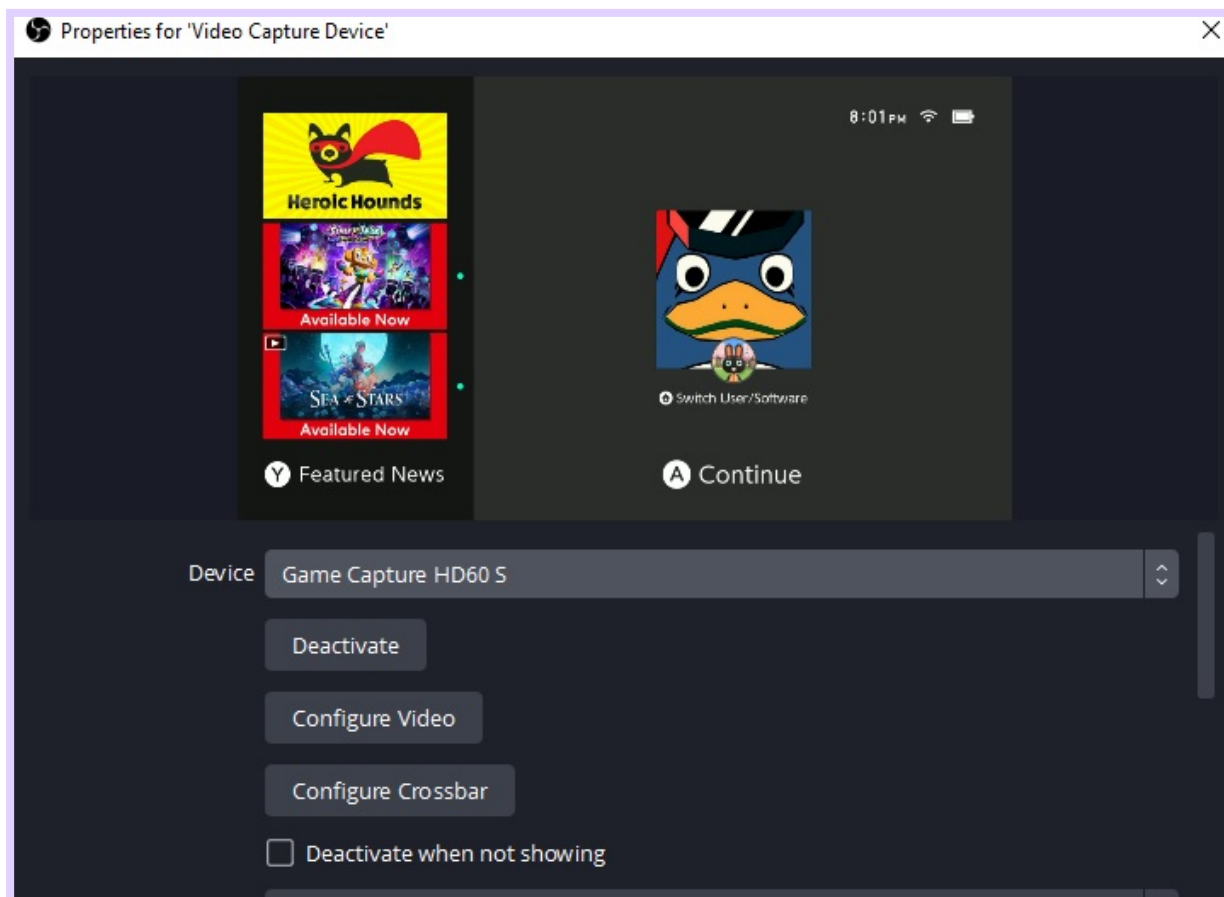 Properties for 'Video Capture Device'
8:01PM
Heroic Hounds
Available Now
SEA OF STARS
Available Now
Switch User/Software
Y Featured News
A Continue
Device Game Capture HD60 S
Deactivate
Configure Video
Configure Crossbar
Deactivate when not showing